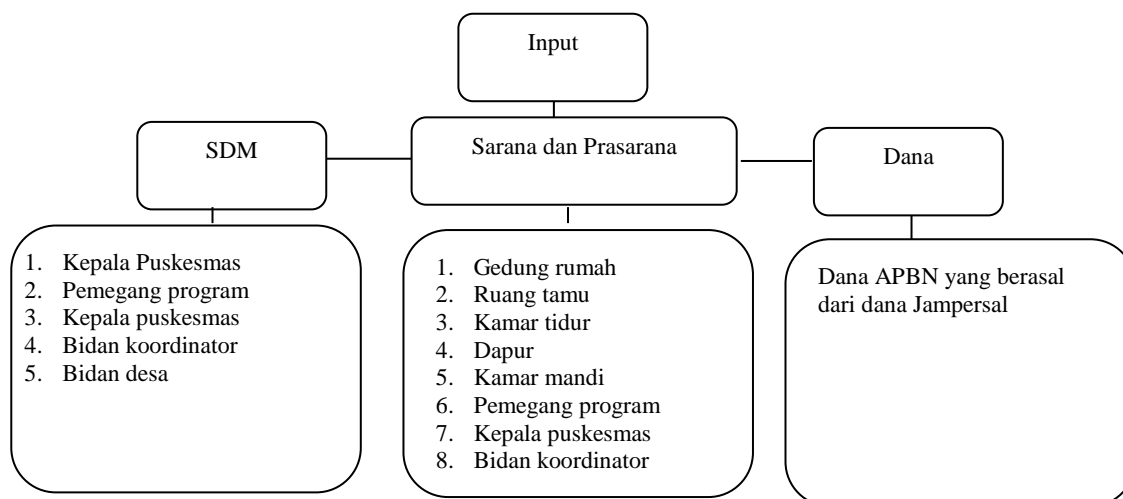 Input
SDM
Sarana dan Prasarana
Dana
1. Kepala Puskesmas
2. Pemegang program
3. Kepala puskesmas
4. Bidan koordinator
5. Bidan desa
1. Gedung rumah
2. Ruang tamu
3. Kamar tidur
4. Dapur
5. Kamar mandi
6. Pemegang program
7. Kepala puskesmas
8. Bidan koordinator
Dana APBN yang berasal
dari dana Jampersal